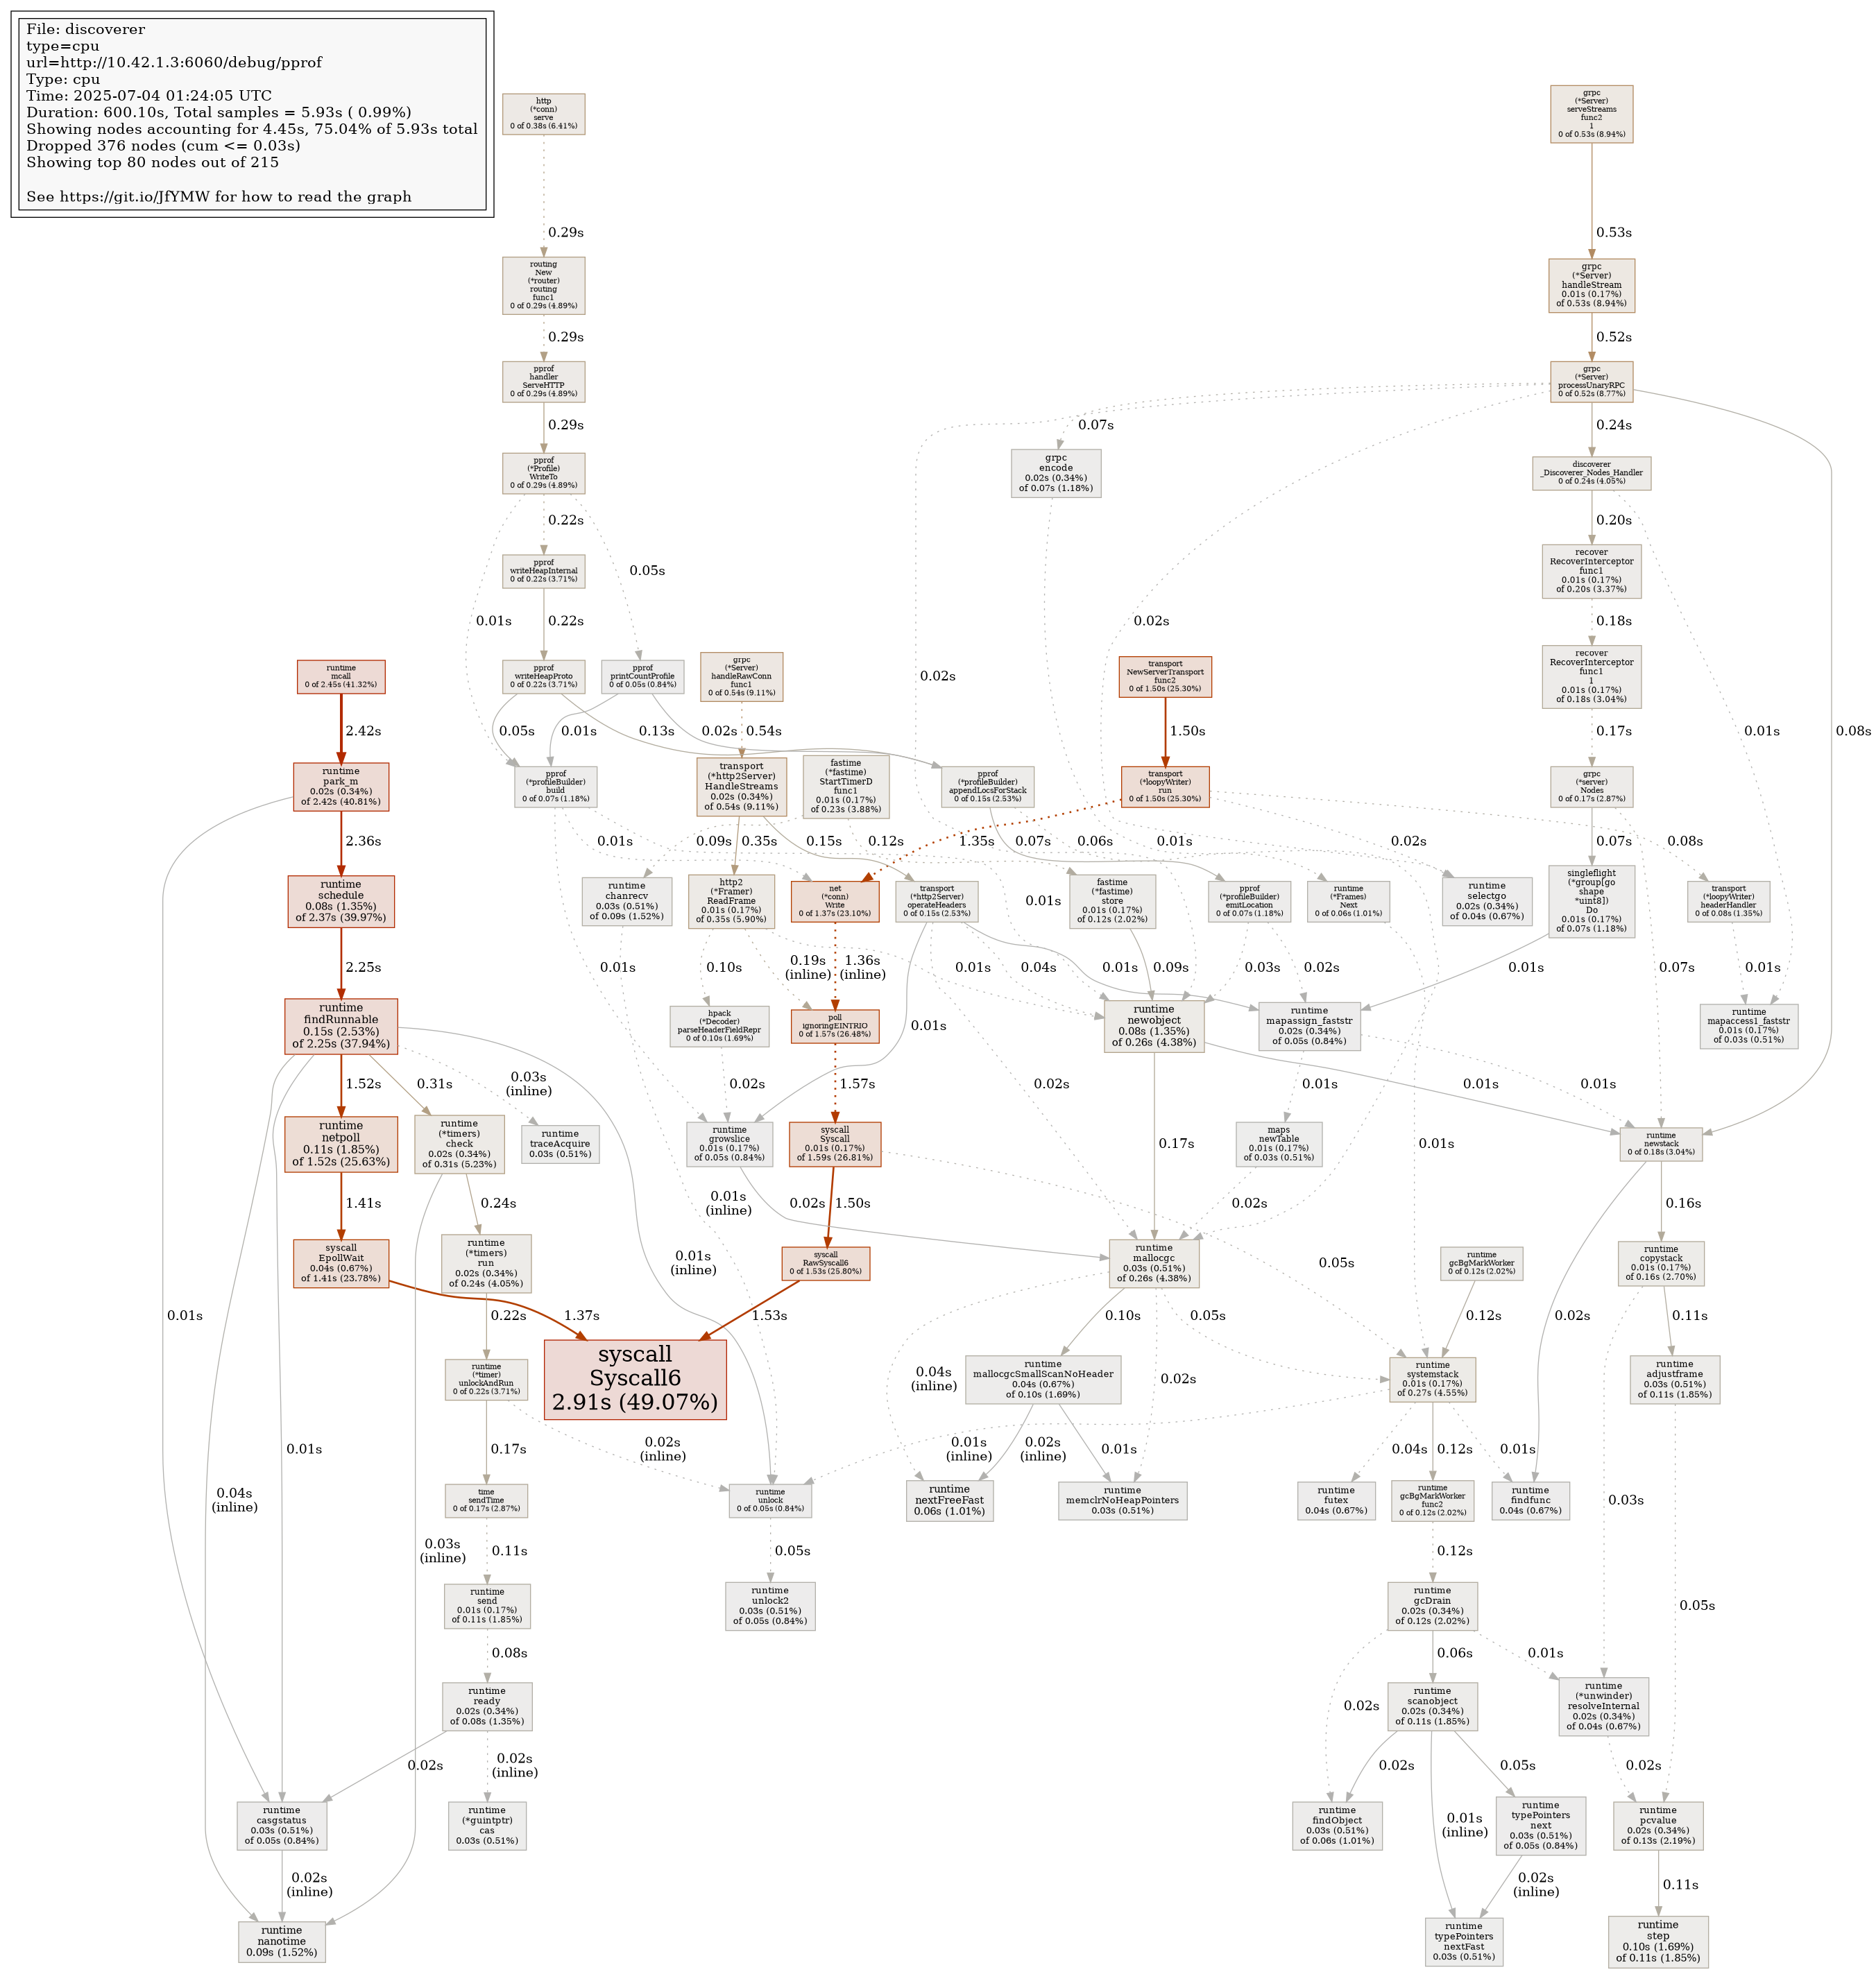 File: discoverer
type=cpu
url=http://10.42.1.3:6060/debug/pprof
Type: cpu
Time: 2025-07-04 01:24:05 UTC
Duration: 600.10s, Total samples = 5.93s ( 0.99%)
Showing nodes accounting for 4.45s, 75.04% of 5.93s total
Dropped 376 nodes (cum <= 0.03s)
Showing top 80 nodes out of 215
See https://git.io/JfYMW for how to read the graph
http
(*conn)
serve
0 of 0.38s (6.41%)
grpc
(*Server)
serveStreams
func2
1
0 of 0.53s (8.94%)
0.29s
0.53s
routing
New
(*router)
routing
func1
0 of 0.29s (4.89%)
grpc
(*Server)
handleStream
0.01s (0.17%)
of 0.53s (8.94%)
0.29s
0.52s
pprof
handler
ServeHTTP
0 of 0.29s (4.89%)
grpc
(*Server)
processUnaryRPC
0 of 0.52s (8.77%)
0.29s
0.07s
0.24s
pprof
(*Profile)
WriteTo
0 of 0.29s (4.89%)
grpc
encode
0.02s (0.34%)
of 0.07s (1.18%)
discoverer
_Discoverer_Nodes_Handler
0 of 0.24s (4.05%)
0.22s
0.20s
pprof
writeHeapInternal
0 of 0.22s (3.71%)
0.05s
recover
RecoverInterceptor
func1
0.01s (0.17%)
of 0.20s (3.37%)
0.01s
0.22s
0.02s
0.18s
runtime
mcall
0 of 2.45s (41.32%)
pprof
writeHeapProto
0 of 0.22s (3.71%)
pprof
printCountProfile
0 of 0.05s (0.84%)
grpc
(*Server)
handleRawConn
func1
0 of 0.54s (9.11%)
0.02s
transport
NewServerTransport
func2
0 of 1.50s (25.30%)
recover
RecoverInterceptor
func1
1
0.01s (0.17%)
of 0.18s (3.04%)
2.42s
0.05s
0.01s
0.13s
0.02s
0.54s
1.50s
0.17s
0.01s
0.08s
runtime
park_m
0.02s (0.34%)
of 2.42s (40.81%)
pprof
(*profileBuilder)
build
0 of 0.07s (1.18%)
transport
(*http2Server)
HandleStreams
0.02s (0.34%)
of 0.54s (9.11%)
fastime
(*fastime)
StartTimerD
func1
0.01s (0.17%)
of 0.23s (3.88%)
pprof
(*profileBuilder)
appendLocsForStack
0 of 0.15s (2.53%)
transport
(*loopyWriter)
run
0 of 1.50s (25.30%)
grpc
(*server)
Nodes
0 of 0.17s (2.87%)
2.36s
0.01s
0.09s
0.35s
0.15s
0.12s
1.35s
0.07s
0.06s
0.01s
0.02s
0.07s
0.08s
runtime
schedule
0.08s (1.35%)
of 2.37s (39.97%)
runtime
chanrecv
0.03s (0.51%)
of 0.09s (1.52%)
http2
(*Framer)
ReadFrame
0.01s (0.17%)
of 0.35s (5.90%)
net
(*conn)
Write
0 of 1.37s (23.10%)
transport
(*http2Server)
operateHeaders
0 of 0.15s (2.53%)
0.01s
fastime
(*fastime)
store
0.01s (0.17%)
of 0.12s (2.02%)
pprof
(*profileBuilder)
emitLocation
0 of 0.07s (1.18%)
runtime
(*Frames)
Next
0 of 0.06s (1.01%)
runtime
selectgo
0.02s (0.34%)
of 0.04s (0.67%)
singleflight
(*group[go
shape
*uint8])
Do
0.01s (0.17%)
of 0.07s (1.18%)
transport
(*loopyWriter)
headerHandler
0 of 0.08s (1.35%)
2.25s
0.01s
0.10s
0.19s
(inline)
1.36s
(inline)
0.01s
0.04s
0.01s
0.09s
0.03s
0.02s
0.01s
0.07s
0.01s
runtime
findRunnable
0.15s (2.53%)
of 2.25s (37.94%)
hpack
(*Decoder)
parseHeaderFieldRepr
0 of 0.10s (1.69%)
poll
ignoringEINTRIO
0 of 1.57s (26.48%)
0.01s
runtime
newobject
0.08s (1.35%)
of 0.26s (4.38%)
runtime
mapassign_faststr
0.02s (0.34%)
of 0.05s (0.84%)
runtime
mapaccess1_faststr
0.01s (0.17%)
of 0.03s (0.51%)
1.52s
0.31s
0.03s
(inline)
0.02s
1.57s
0.02s
0.01s
0.01s
0.01s
runtime
netpoll
0.11s (1.85%)
of 1.52s (25.63%)
runtime
(*timers)
check
0.02s (0.34%)
of 0.31s (5.23%)
runtime
traceAcquire
0.03s (0.51%)
runtime
growslice
0.01s (0.17%)
of 0.05s (0.84%)
syscall
Syscall
0.01s (0.17%)
of 1.59s (26.81%)
0.17s
maps
newTable
0.01s (0.17%)
of 0.03s (0.51%)
0.01s
runtime
newstack
0 of 0.18s (3.04%)
1.41s
0.24s
0.01s
(inline)
0.02s
1.50s
0.02s
0.16s
runtime
EpollWait
0.04s (0.67%)
of 1.41s (23.78%)
runtime
(*timers)
run
0.02s (0.34%)
of 0.24s (4.05%)
0.01s
(inline)
syscall
RawSyscall6
0 of 1.53s (25.80%)
runtime
mallocgc
0.03s (0.51%)
of 0.26s (4.38%)
0.05s
runtime
gcBgMarkWorker
0 of 0.12s (2.02%)
runtime
copystack
0.01s (0.17%)
of 0.16s (2.70%)
0.01s
0.22s
1.37s
1.53s
0.10s
0.05s
0.12s
0.02s
0.11s
runtime
(*timer)
unlockAndRun
0 of 0.22s (3.71%)
syscall
Syscall6
2.91s (49.07%)
0.04s
(inline)
runtime
mallocgcSmallScanNoHeader
0.04s (0.67%)
of 0.10s (1.69%)
0.02s
runtime
systemstack
0.01s (0.17%)
of 0.27s (4.55%)
runtime
adjustframe
0.03s (0.51%)
of 0.11s (1.85%)
0.01s
0.17s
0.02s
(inline)
0.01s
(inline)
0.02s
(inline)
0.01s
0.04s
0.12s
0.01s
0.04s
(inline)
time
sendTime
0 of 0.17s (2.87%)
runtime
unlock
0 of 0.05s (0.84%)
runtime
nextFreeFast
0.06s (1.01%)
runtime
memclrNoHeapPointers
0.03s (0.51%)
runtime
futex
0.04s (0.67%)
runtime
gcBgMarkWorker
func2
0 of 0.12s (2.02%)
runtime
findfunc
0.04s (0.67%)
0.03s
0.03s
(inline)
0.11s
0.05s
0.12s
runtime
send
0.01s (0.17%)
of 0.11s (1.85%)
runtime
unlock2
0.03s (0.51%)
of 0.05s (0.84%)
runtime
gcDrain
0.02s (0.34%)
of 0.12s (2.02%)
0.05s
0.08s
0.06s
0.01s
runtime
ready
0.02s (0.34%)
of 0.08s (1.35%)
0.02s
runtime
scanobject
0.02s (0.34%)
of 0.11s (1.85%)
runtime
(*unwinder)
resolveInternal
0.02s (0.34%)
of 0.04s (0.67%)
0.02s
0.02s
(inline)
0.02s
0.05s
0.02s
runtime
casgstatus
0.03s (0.51%)
of 0.05s (0.84%)
runtime
(*guintptr)
cas
0.03s (0.51%)
runtime
findObject
0.03s (0.51%)
of 0.06s (1.01%)
0.01s
(inline)
runtime
typePointers
next
0.03s (0.51%)
of 0.05s (0.84%)
runtime
pcvalue
0.02s (0.34%)
of 0.13s (2.19%)
0.02s
(inline)
0.02s
(inline)
0.11s
runtime
nanotime
0.09s (1.52%)
runtime
typePointers
nextFast
0.03s (0.51%)
runtime
step
0.10s (1.69%)
of 0.11s (1.85%)